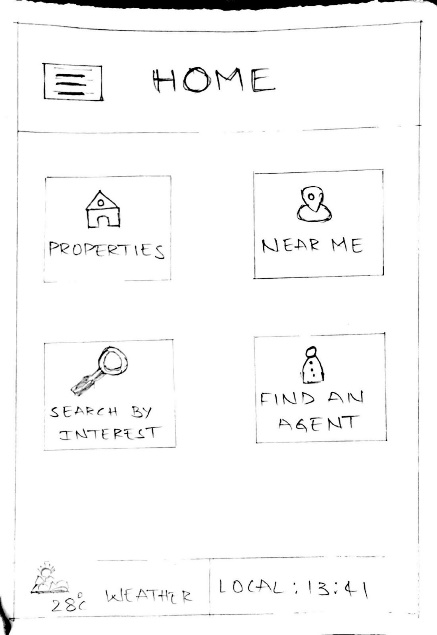 HOME
PROPERTIES
NEAR ME
SEARCH BY
INTEREST
FIND AN
AGENT
28°C WEATHER
LOCAL : 13:41